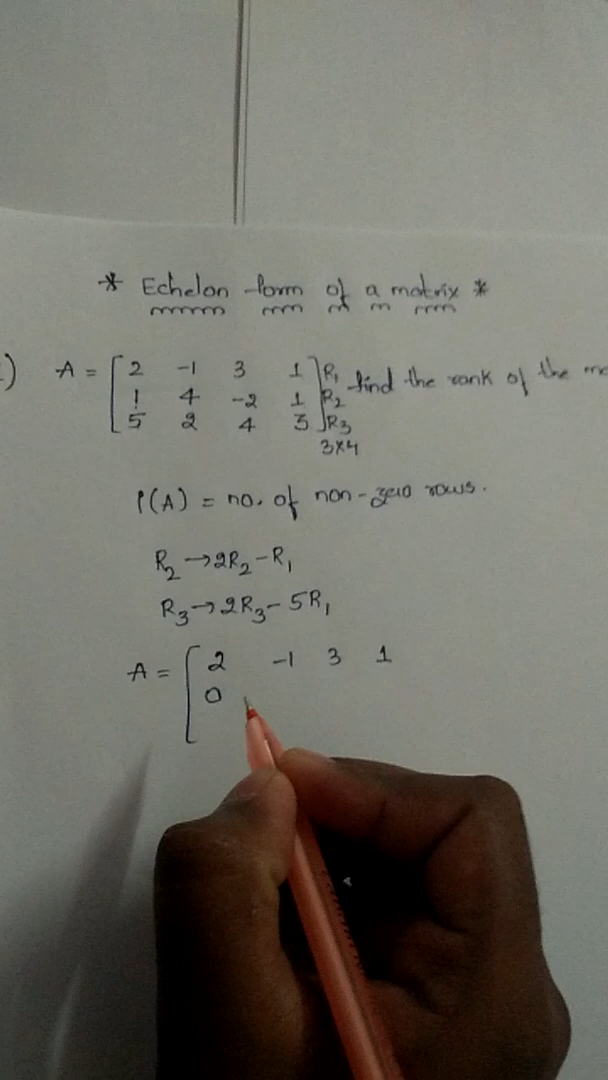 * Echelon form of a matrix *
) A = [ 2 -1 3 1 ] R1 find the rank of the
1 4 -2 1 R2
5 2 4 3 R3
3×4
ρ(A) = no. of non-zero rows.
R2 → 2R2 - R1
R3 → 2R3 - 5R1
A = [ 2 -1 3 1
0